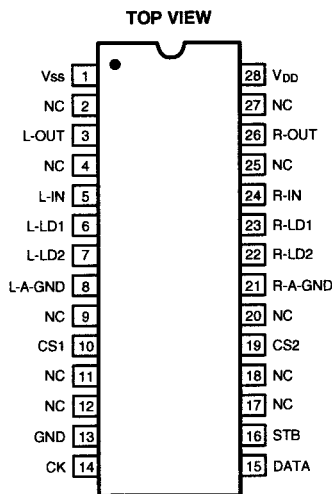 TOP VIEW
Vss 1 28 VDD
NC 2 27 NC
L-OUT 3 26 R-OUT
NC 4 25 NC
L-IN 5 24 R-IN
L-LD1 6 23 R-LD1
L-LD2 7 22 R-LD2
L-A-GND 8 21 R-A-GND
NC 9 20 NC
CS1 10 19 CS2
NC 11 18 NC
NC 12 17 NC
GND 13 16 STB
CK 14 15 DATA